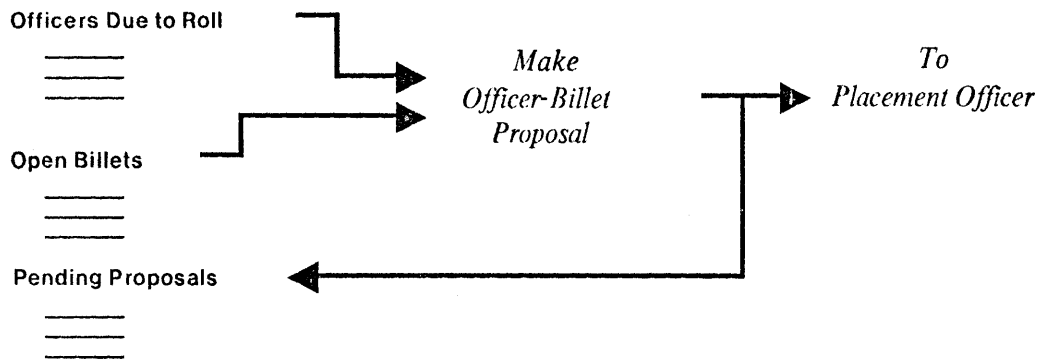 Officers Due to Roll
Open Billets
Pending Proposals
Make
Officer-Billet
Proposal
To
Placement Officer